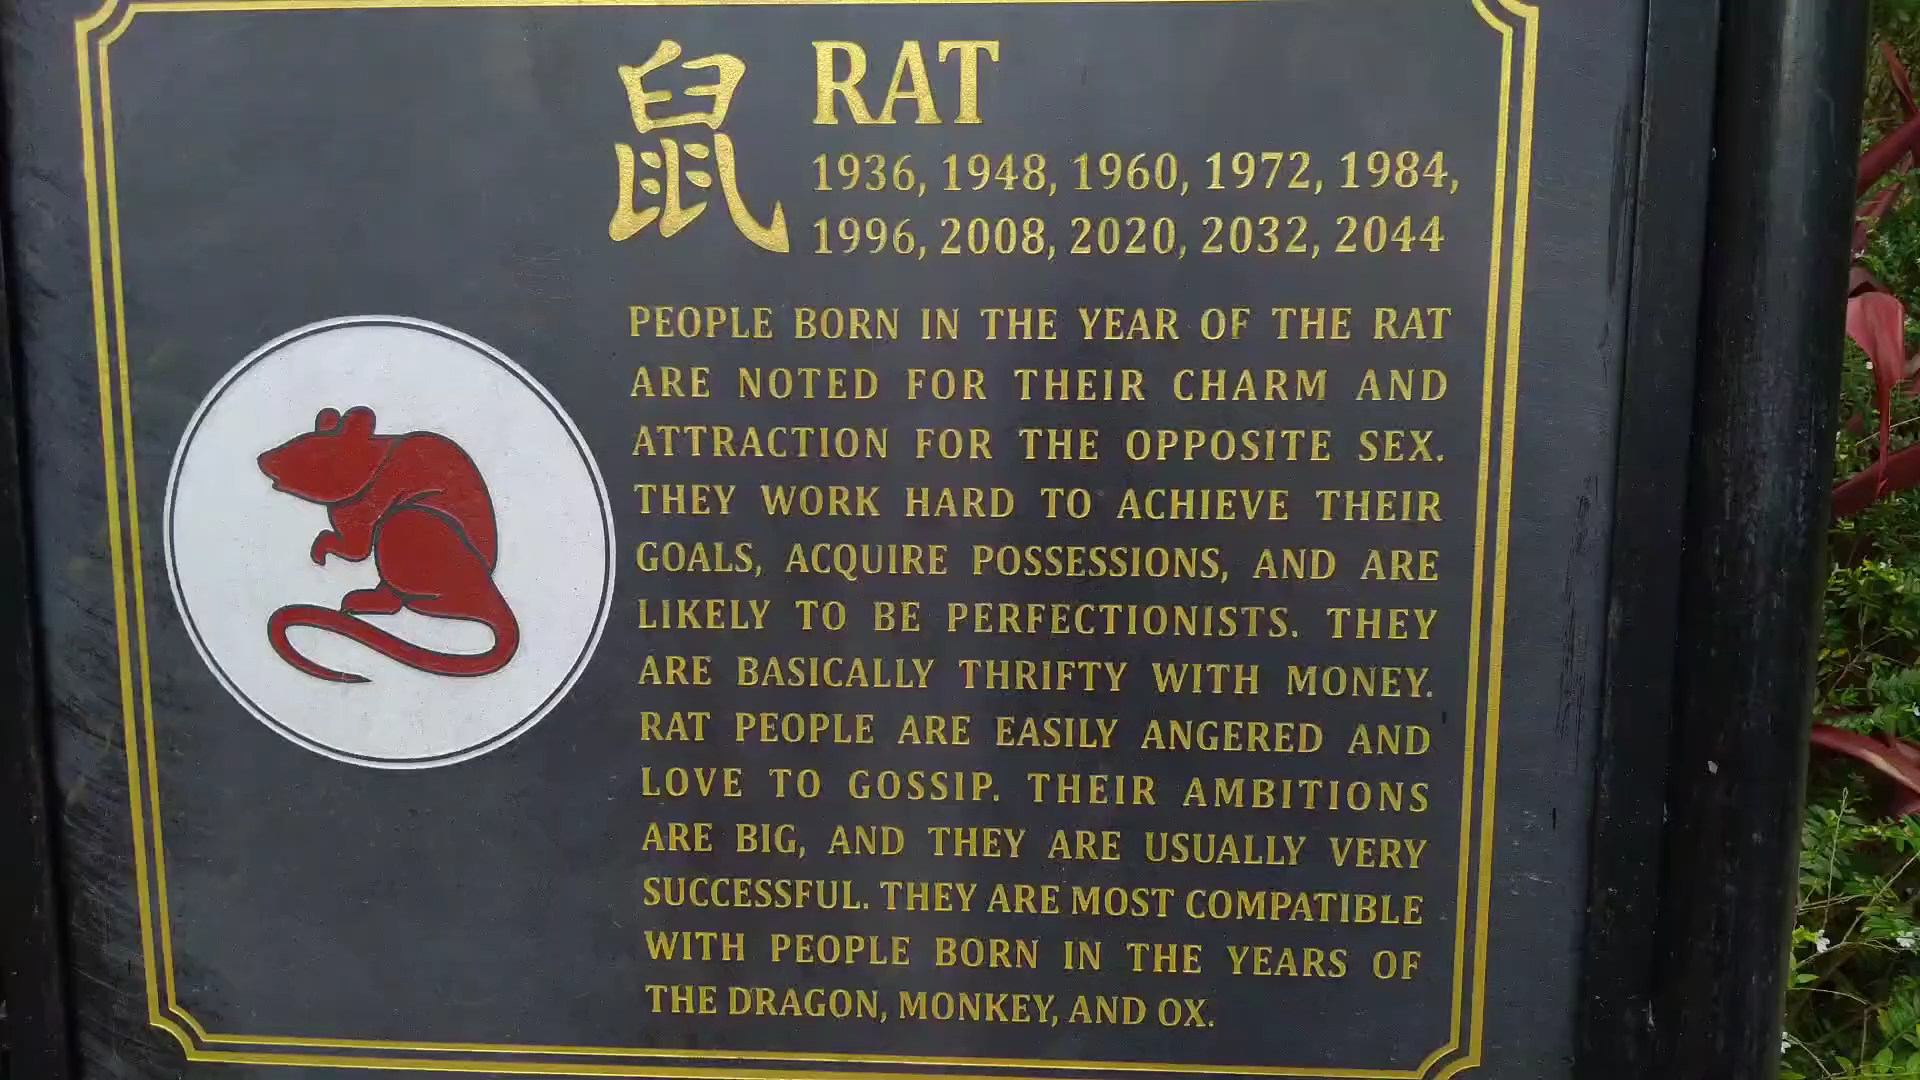 鼠 RAT
1936, 1948, 1960, 1972, 1984,
1996, 2008, 2020, 2032, 2044
PEOPLE BORN IN THE YEAR OF THE RAT
ARE NOTED FOR THEIR CHARM AND
ATTRACTION FOR THE OPPOSITE SEX.
THEY WORK HARD TO ACHIEVE THEIR
GOALS, ACQUIRE POSSESSIONS, AND ARE
LIKELY TO BE PERFECTIONISTS. THEY
ARE BASICALLY THRIFTY WITH MONEY.
RAT PEOPLE ARE EASILY ANGERED AND
LOVE TO GOSSIP. THEIR AMBITIONS
ARE BIG, AND THEY ARE USUALLY VERY
SUCCESSFUL. THEY ARE MOST COMPATIBLE
WITH PEOPLE BORN IN THE YEARS OF
THE DRAGON, MONKEY, AND OX.